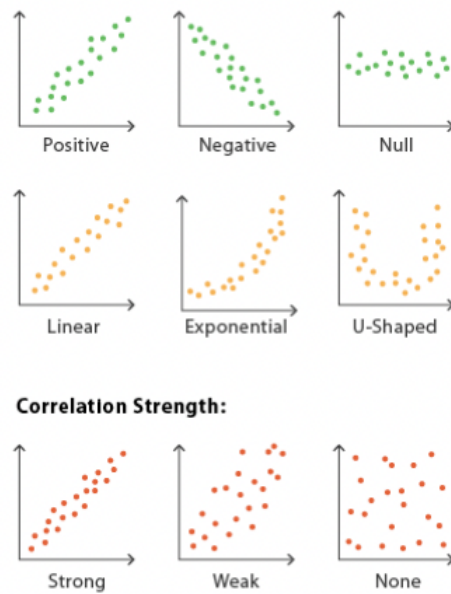 Positive
Negative
Null
Linear
Exponential
U-Shaped
Correlation Strength:
Strong
Weak
None